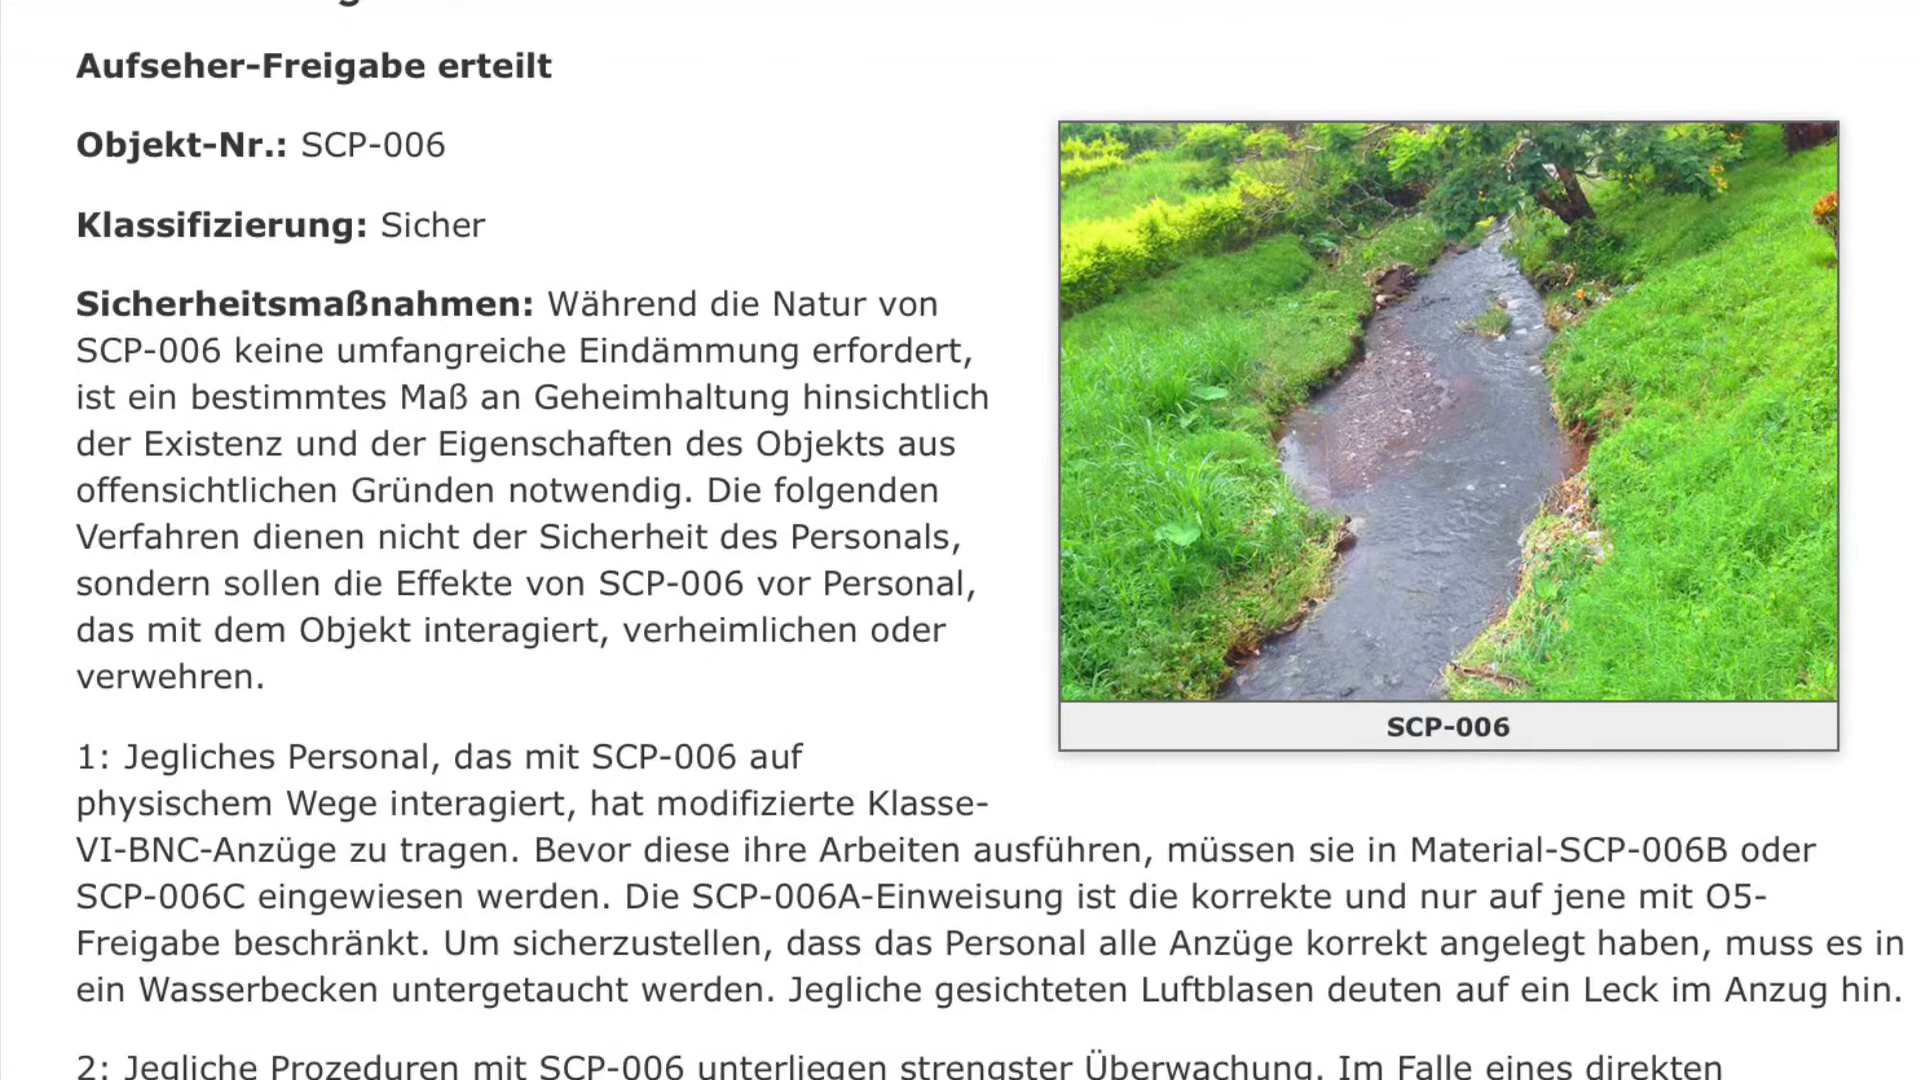 Aufseher-Freigabe erteilt
Objekt-Nr.: SCP-006
Klassifizierung: Sicher
Sicherheitsmaßnahmen: Während die Natur von
SCP-006 keine umfangreiche Eindämmung erfordert,
ist ein bestimmtes Maß an Geheimhaltung hinsichtlich
der Existenz und der Eigenschaften des Objekts aus
offensichtlichen Gründen notwendig. Die folgenden
Verfahren dienen nicht der Sicherheit des Personals,
sondern sollen die Effekte von SCP-006 vor Personal,
das mit dem Objekt interagiert, verheimlichen oder
verwehren.
SCP-006
1: Jegliches Personal, das mit SCP-006 auf
physischem Wege interagiert, hat modifizierte Klasse-
VI-BNC-Anzüge zu tragen. Bevor diese ihre Arbeiten ausführen, müssen sie in Material-SCP-006B oder
SCP-006C eingewiesen werden. Die SCP-006A-Einweisung ist die korrekte und nur auf jene mit O5-
Freigabe beschränkt. Um sicherzustellen, dass das Personal alle Anzüge korrekt angelegt haben, muss es in
ein Wasserbecken untergetaucht werden. Jegliche gesichteten Luftblasen deuten auf ein Leck im Anzug hin.
2: Jegliche Prozeduren mit SCP-006 unterliegen strengster Überwachung. Im Falle eines direkten